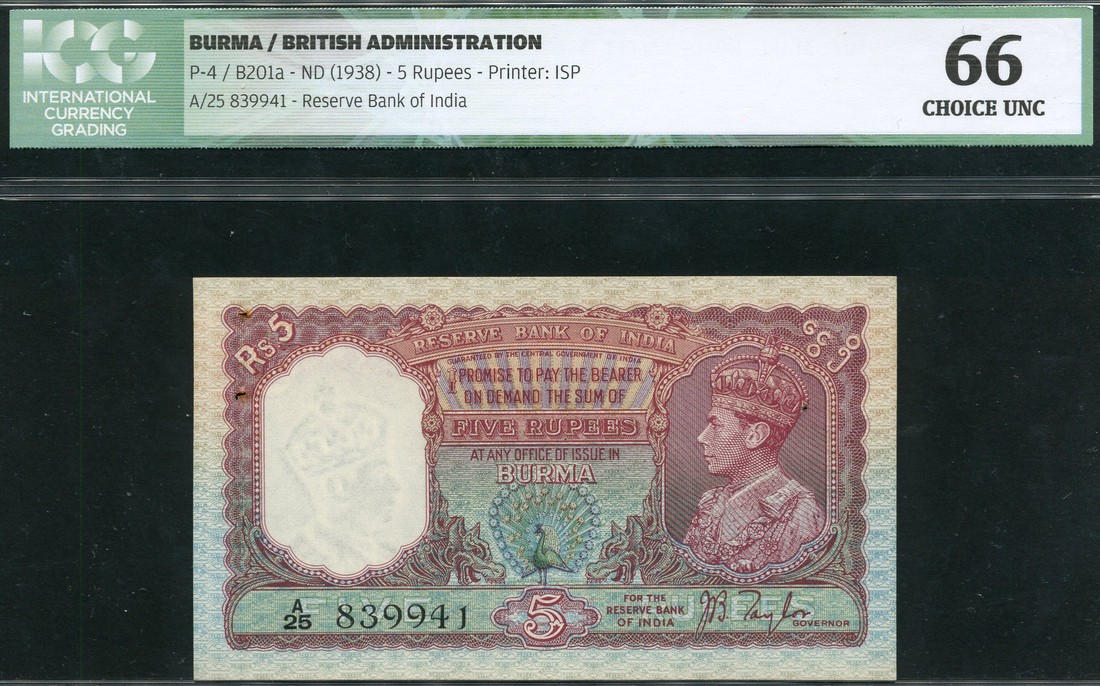 ICG
INTERNATIONAL
CURRENCY
GRADING
BURMA / BRITISH ADMINISTRATION
P-4 / B201a - ND (1938) - 5 Rupees - Printer: ISP
A/25 839941 - Reserve Bank of India
66
CHOICE UNC
Rs 5
RESERVE BANK OF INDIA
GUARANTEED BY THE CENTRAL GOVERNMENT OF INDIA
I PROMISE TO PAY THE BEARER
ON DEMAND THE SUM OF
FIVE RUPEES
AT ANY OFFICE OF ISSUE IN
BURMA
A/25 839941
5
FOR THE
RESERVE BANK
OF INDIA
J B Taylor
GOVERNOR